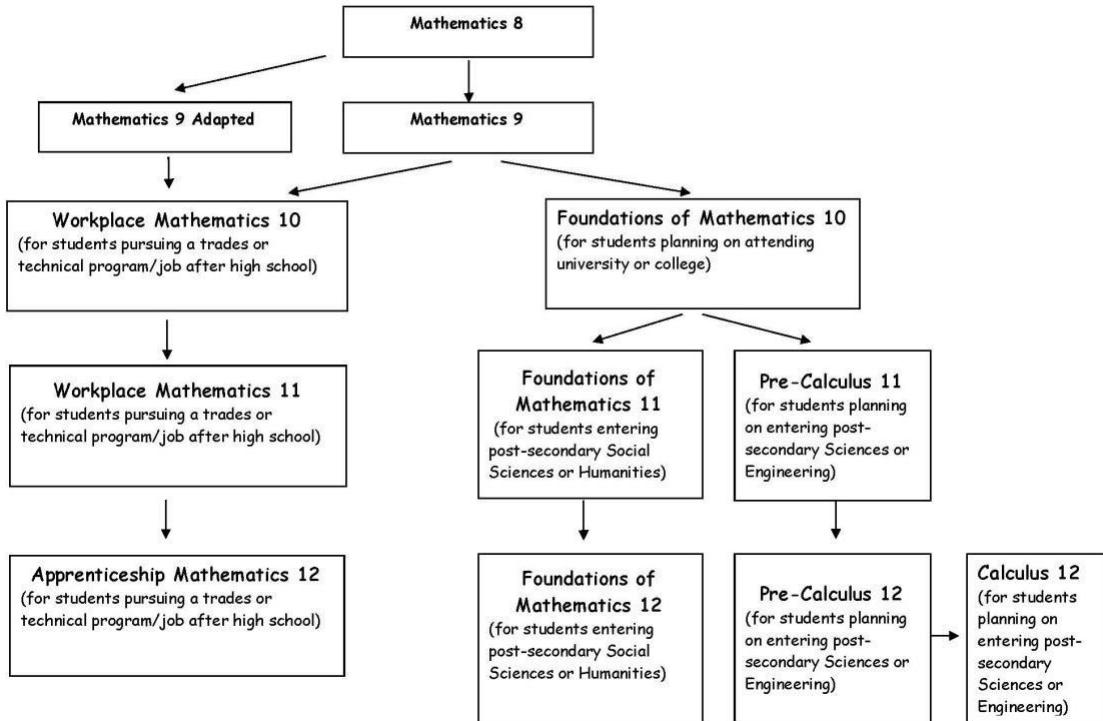 Mathematics 8
Mathematics 9 Adapted
Mathematics 9
Workplace Mathematics 10
(for students pursuing a trades or
technical program/job after high school)
Foundations of Mathematics 10
(for students planning on attending
university or college)
Workplace Mathematics 11
(for students pursuing a trades or
technical program/job after high school)
Foundations of
Mathematics 11
(for students entering
post-secondary Social
Sciences or Humanities)
Pre-Calculus 11
(for students planning
on entering post-
secondary Sciences or
Engineering)
Apprenticeship Mathematics 12
(for students pursuing a trades or
technical program/job after high school)
Foundations of
Mathematics 12
(for students entering
post-secondary Social
Sciences or Humanities)
Pre-Calculus 12
(for students planning
on entering post-
secondary Sciences or
Engineering)
Calculus 12
(for students
planning on
entering post-
secondary
Sciences or
Engineering)